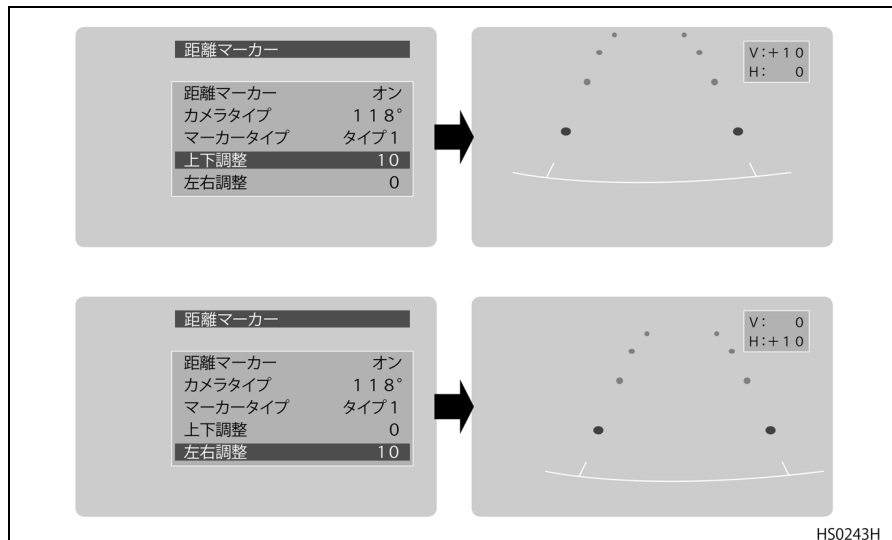 距離マーカー
距離マーカー オン
カメラタイプ 118°
マーカータイプ タイプ1
上下調整 10
左右調整 0
V:+10
H: 0
距離マーカー
距離マーカー オン
カメラタイプ 118°
マーカータイプ タイプ1
上下調整 0
左右調整 10
V: 0
H:+10
HS0243H